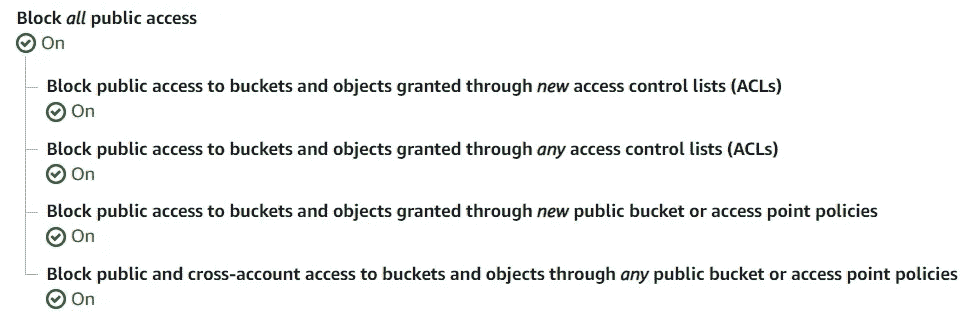 Block all public access
On
Block public access to buckets and objects granted through new access control lists (ACLs)
On
Block public access to buckets and objects granted through any access control lists (ACLs)
On
Block public access to buckets and objects granted through new public bucket or access point policies
On
Block public and cross-account access to buckets and objects through any public bucket or access point policies
On